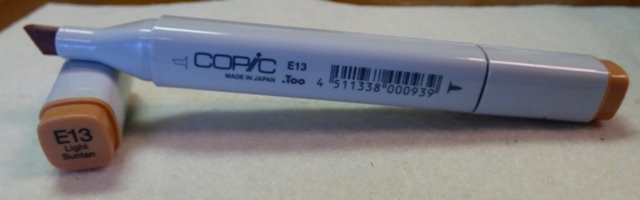 COPIC E13
MADE IN JAPAN .Too
4 511338 000939
E13
Light
Suntan